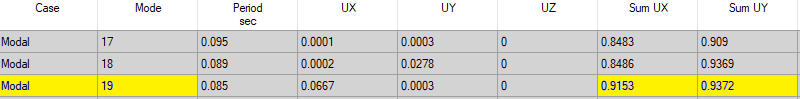 Case Mode Period sec UX UY UZ Sum UX Sum UY
Modal 17 0.095 0.0001 0.0003 0 0.8483 0.909
Modal 18 0.089 0.0002 0.0278 0 0.8486 0.9369
Modal 19 0.085 0.0667 0.0003 0 0.9153 0.9372